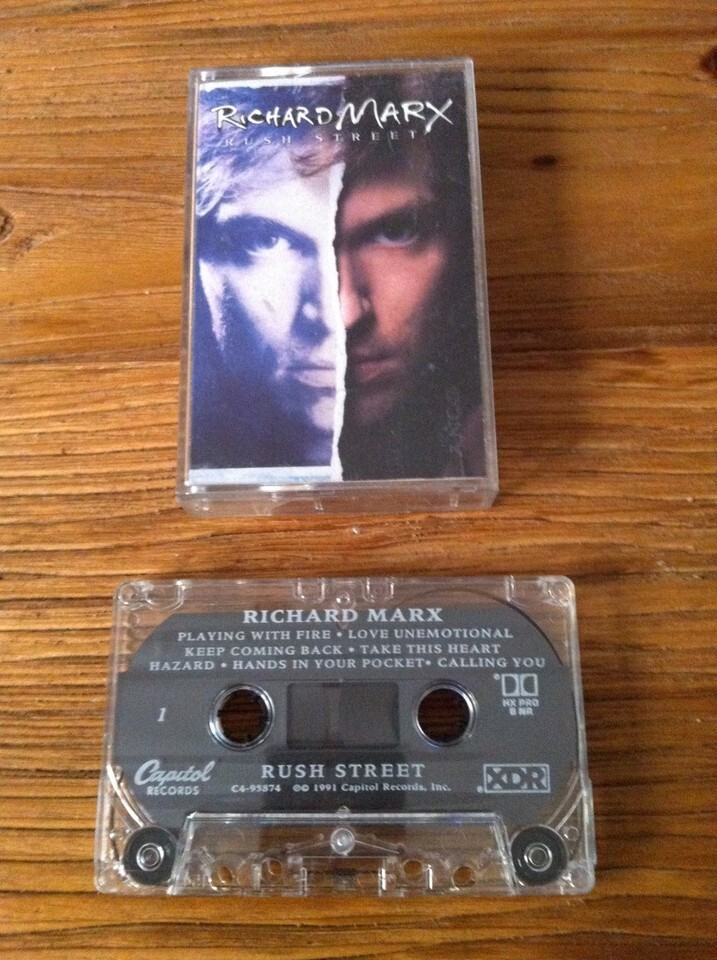 RICHARD MARX
RUSH STREET
RICHARD MARX
PLAYING WITH FIRE • LOVE UNEMOTIONAL
KEEP COMING BACK • TAKE THIS HEART
HAZARD • HANDS IN YOUR POCKET • CALLING YOU
1
HX PRO
B NR
Capitol
RECORDS
RUSH STREET
C4-95874 ℗© 1991 Capitol Records, Inc.
XDR